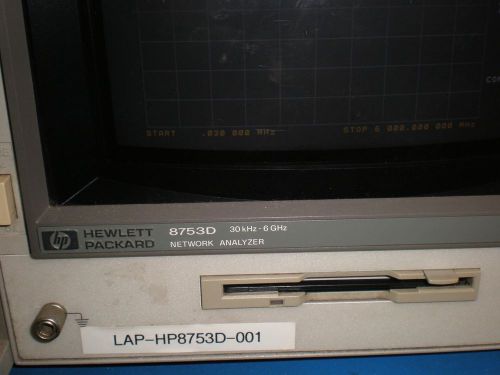 START .030 000 MHz STOP 6 000.000 000 MHz
hp HEWLETT PACKARD 8753D 30 kHz - 6 GHz
NETWORK ANALYZER
LAP-HP8753D-001